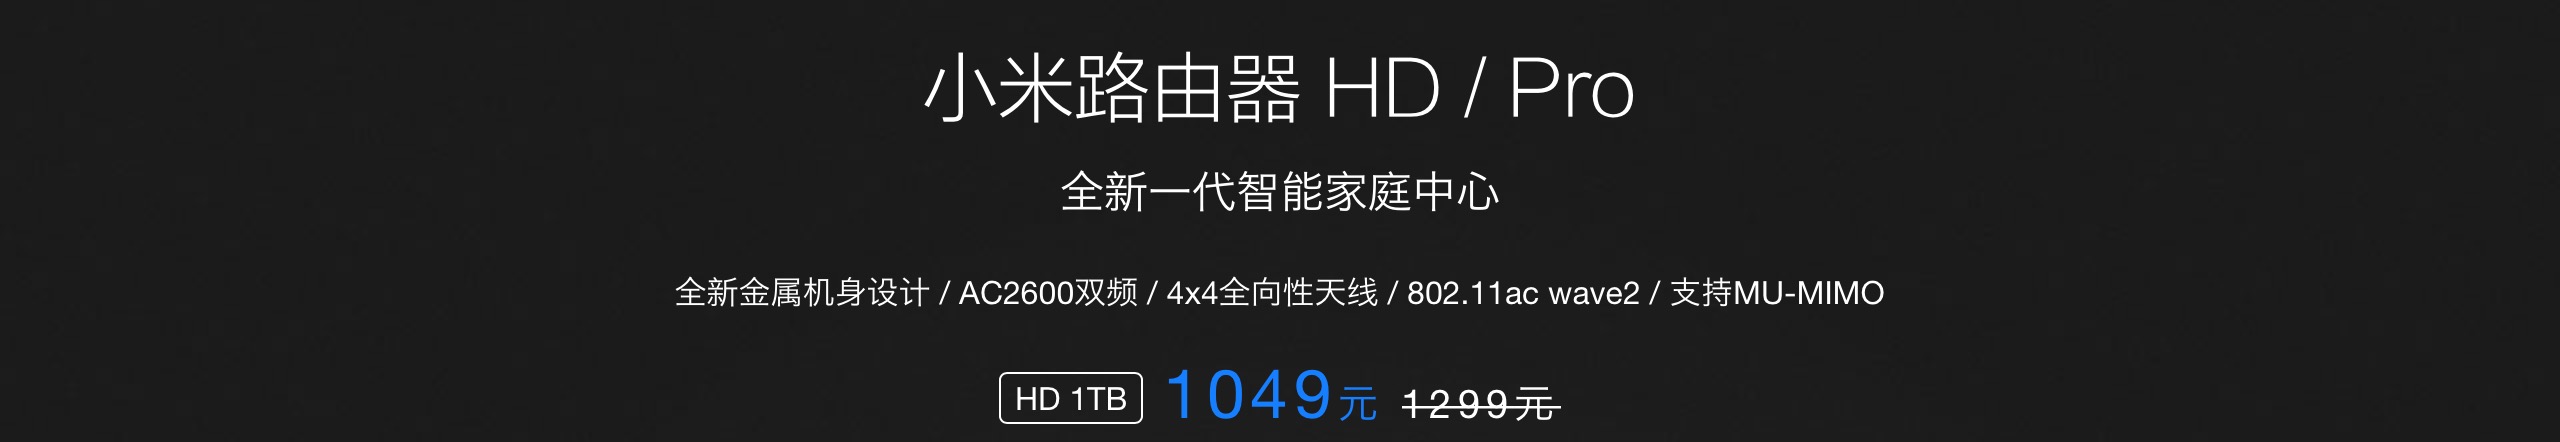 小米路由器 HD / Pro
全新一代智能家庭中心
全新金属机身设计 / AC2600双频 / 4x4全向性天线 / 802.11ac wave2 / 支持MU-MIMO
HD 1TB 1049元 1299元